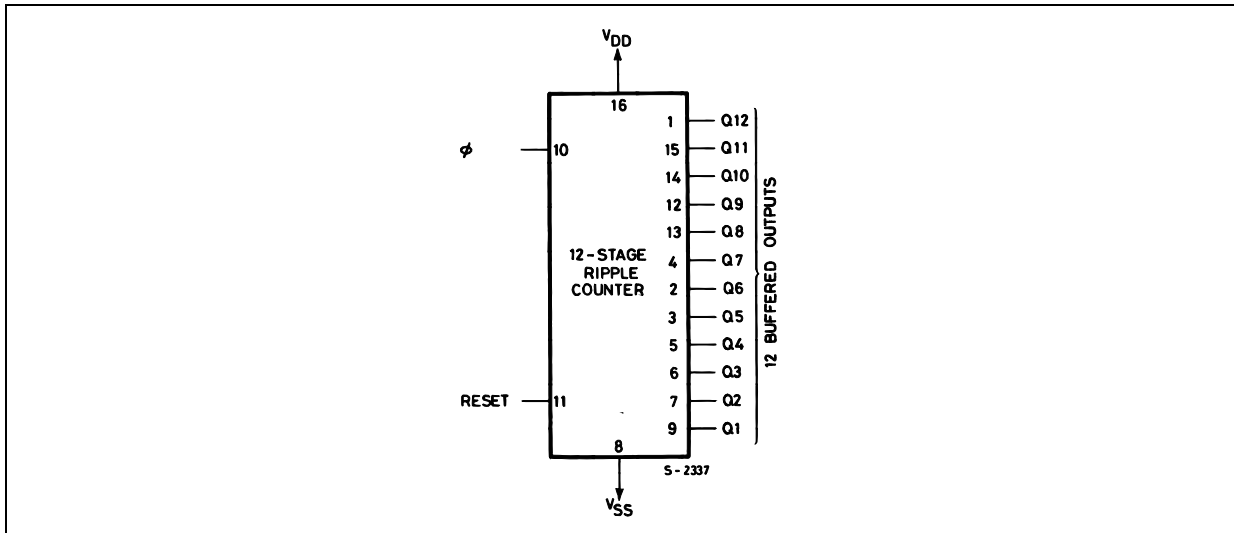 VDD
16
1 Q12
ϕ 10 15 Q11
14 Q10
12 Q9
13 Q8
12-STAGE
RIPPLE
COUNTER
4 Q7
2 Q6
3 Q5
5 Q4
6 Q3
RESET 11 7 Q2
9 Q1
12 BUFFERED OUTPUTS
8
S-2337
VSS